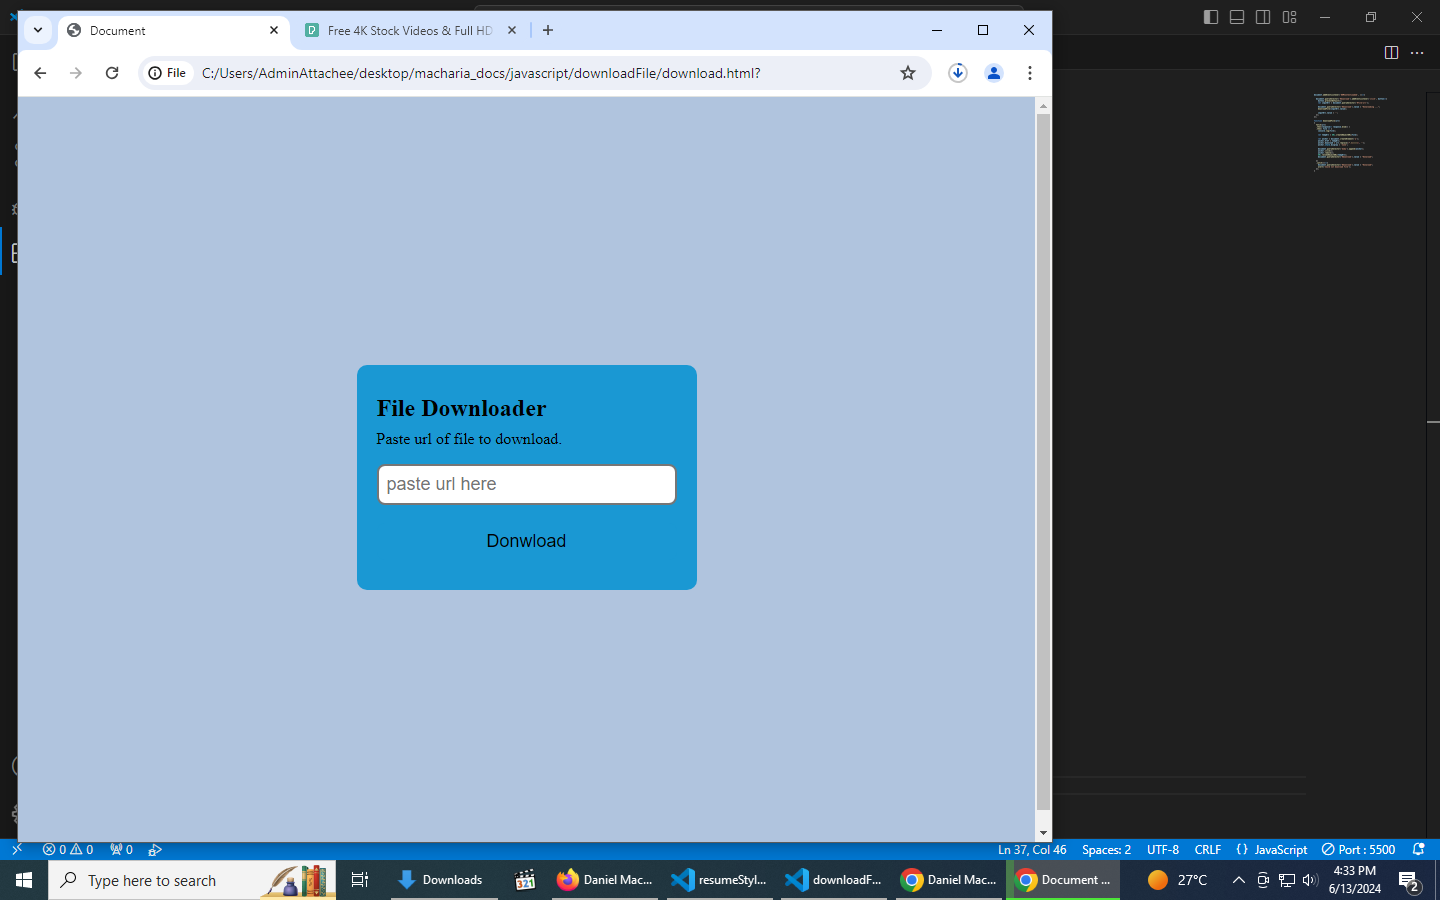 Document
Free 4K Stock Videos & Full HD
File
C:/Users/AdminAttachee/desktop/macharia_docs/javascript/downloadFile/download.html?
File Downloader
Paste url of file to download.
paste url here
Donwload
0
0
0
Ln 37, Col 46
Spaces: 2
UTF-8
CRLF
{ } JavaScript
Port : 5500
Type here to search
Downloads
321
Daniel Mac...
resumeStyl...
downloadF...
Daniel Mac...
Document ...
27°C
4:33 PM
6/13/2024
2